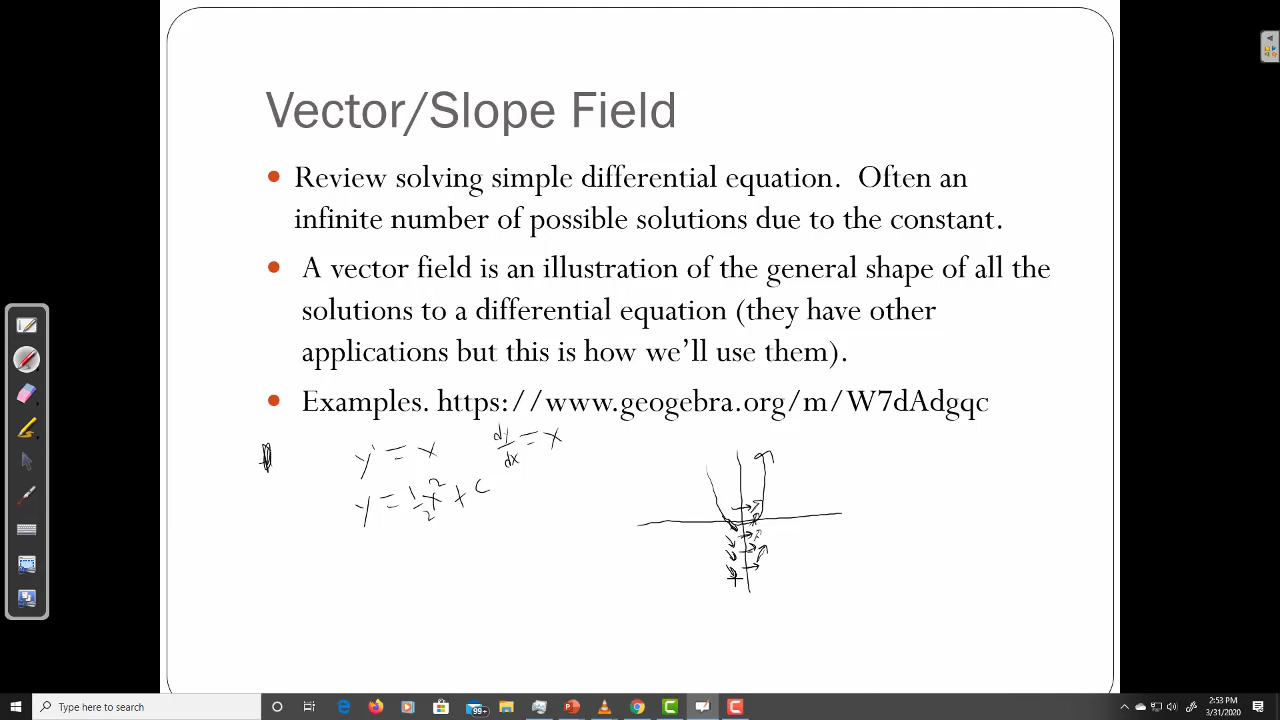 Vector/Slope Field
• Review solving simple differential equation.  Often an
infinite number of possible solutions due to the constant.
• A vector field is an illustration of the general shape of all the
solutions to a differential equation (they have other
applications but this is how we’ll use them).
• Examples. https://www.geogebra.org/m/W7dAdgqc
y' = x    dy/dx = x
y = 1/2 x² + c
99+
Type here to search
2:53 PM
3/31/2020